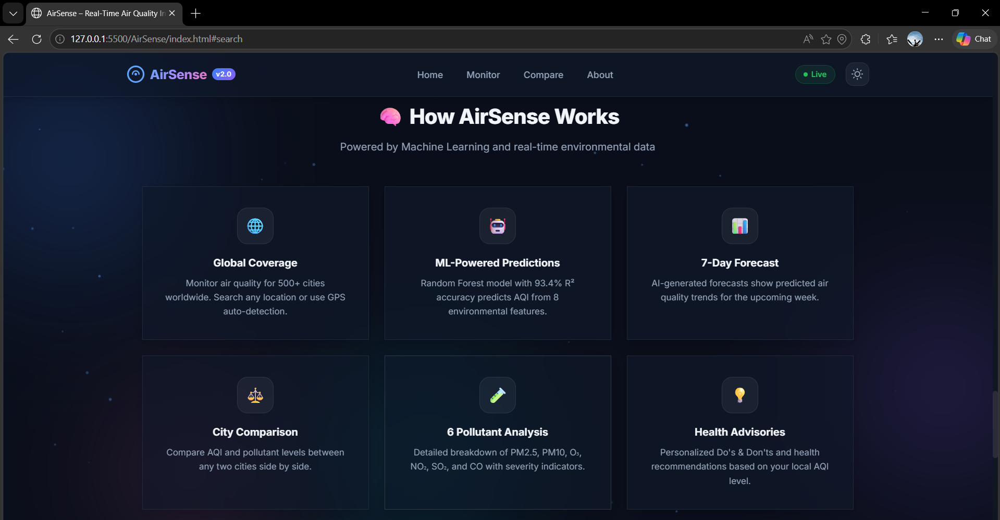 AirSense – Real-Time Air Quality In
127.0.0.1:5500/AirSense/index.html#search
Chat
AirSense v2.0
Home
Monitor
Compare
About
Live
How AirSense Works
Powered by Machine Learning and real-time environmental data
Global Coverage
Monitor air quality for 500+ cities
worldwide. Search any location or use GPS
auto-detection.
ML-Powered Predictions
Random Forest model with 93.4% R²
accuracy predicts AQI from 8
environmental features.
7-Day Forecast
AI-generated forecasts show predicted air
quality trends for the upcoming week.
City Comparison
Compare AQI and pollutant levels between
any two cities side by side.
6 Pollutant Analysis
Detailed breakdown of PM2.5, PM10, O₃,
NO₂, SO₂, and CO with severity indicators.
Health Advisories
Personalized Do's & Don'ts and health
recommendations based on your local AQI
level.